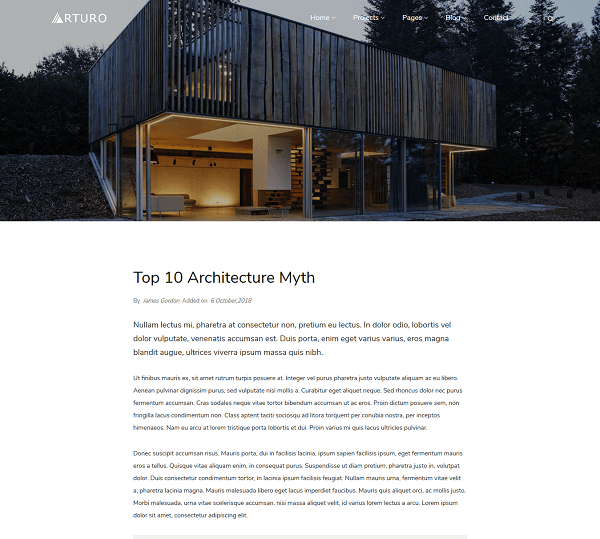 ARTURO Home Projects Pages Blog Contact
Top 10 Architecture Myth
By James Gordon Added on 6 October,2018
Nullam lectus mi, pharetra at consectetur non, pretium eu lectus. In dolor odio, lobortis vel
dolor vulputate, venenatis accumsan est. Duis porta, enim eget varius varius, eros magna
blandit augue, ultrices viverra ipsum massa quis nibh.
Ut finibus mauris ex, sit amet rutrum turpis posuere at. Integer vel purus pharetra justo vulputate aliquam ac eu libero.
Aenean pulvinar dignissim purus, sed vulputate nisi mollis a. Curabitur eget aliquet neque. Sed rhoncus dolor nec purus
fermentum accumsan. Cras sodales neque vitae tortor bibendum accumsan ut ac eros. Proin dictum posuere sem, non
fringilla lacus condimentum non. Class aptent taciti sociosqu ad litora torquent per conubia nostra, per inceptos
himenaeos. Nam eu arcu at lorem tristique porta lobortis et dui. Proin varius mi quis lacus ultricies pulvinar.
Donec suscipit accumsan risus. Mauris porta, dui in facilisis lacinia, ipsum sapien facilisis ipsum, eget fermentum mauris
eros a tellus. Quisque vitae aliquam enim, in consequat purus. Suspendisse ut diam pretium, pharetra justo in, volutpat
dolor. Duis consectetur condimentum tortor, in lacinia ipsum facilisis feugiat. Nullam mauris urna, fermentum vitae velit
a, pharetra lacinia magna. Mauris malesuada libero eget lacus imperdiet faucibus. Mauris quis aliquet orci, ac mollis justo.
Morbi malesuada, urna vitae scelerisque accumsan, nisi massa aliquet velit, id varius lorem lectus a arcu. Lorem ipsum
dolor sit amet, consectetur adipiscing elit.